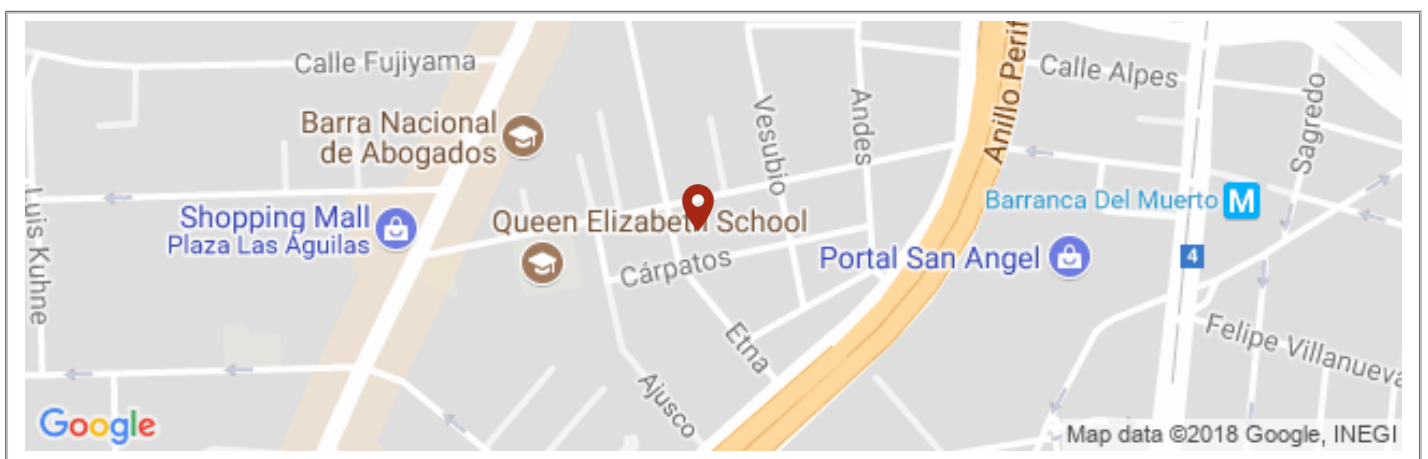 Calle Fujiyama
Barra Nacional
de Abogados
Shopping Mall
Plaza Las Águilas
Luis Kuhne
Queen Elizabeth School
Cárpatos
Vesubio
Andes
Etna
Ajusco
Anillo Perif
Calle Alpes
Sagredo
Barranca Del Muerto
M
Portal San Angel
4
Felipe Villanueva
Google
Map data ©2018 Google, INEGI